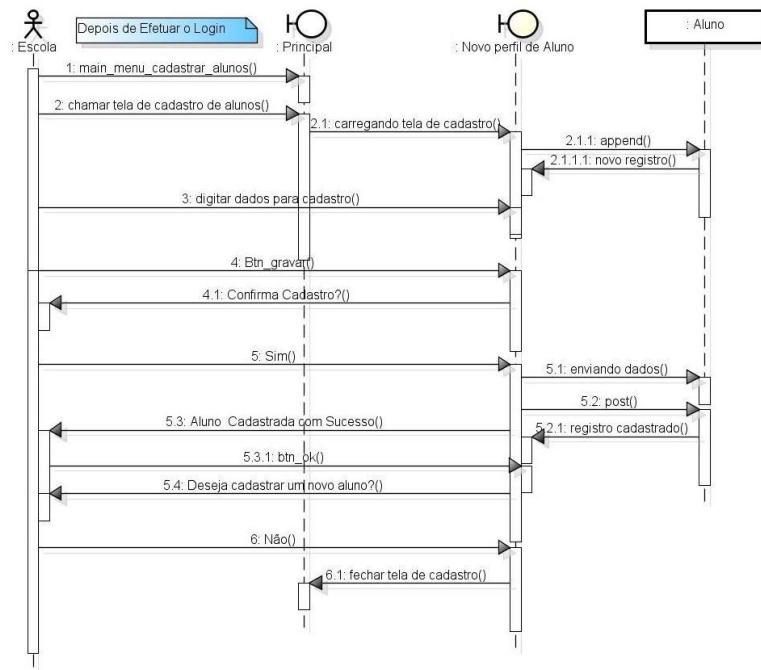 Depois de Efetuar o Login
: Escola
: Principal
: Novo perfil de Aluno
: Aluno
1: main_menu_cadastrar_alunos()
2: chamar tela de cadastro de alunos()
2.1: carregando tela de cadastro()
2.1.1: append()
2.1.1.1: novo registro()
3: digitar dados para cadastro()
4: Btn_gravar()
4.1: Confirma Cadastro?()
5: Sim()
5.1: enviando dados()
5.2: post()
5.3: Aluno Cadastrada com Sucesso()
5.2.1: registro cadastrado()
5.3.1: btn_ok()
5.4: Deseja cadastrar um novo aluno?()
6: Não()
6.1: fechar tela de cadastro()